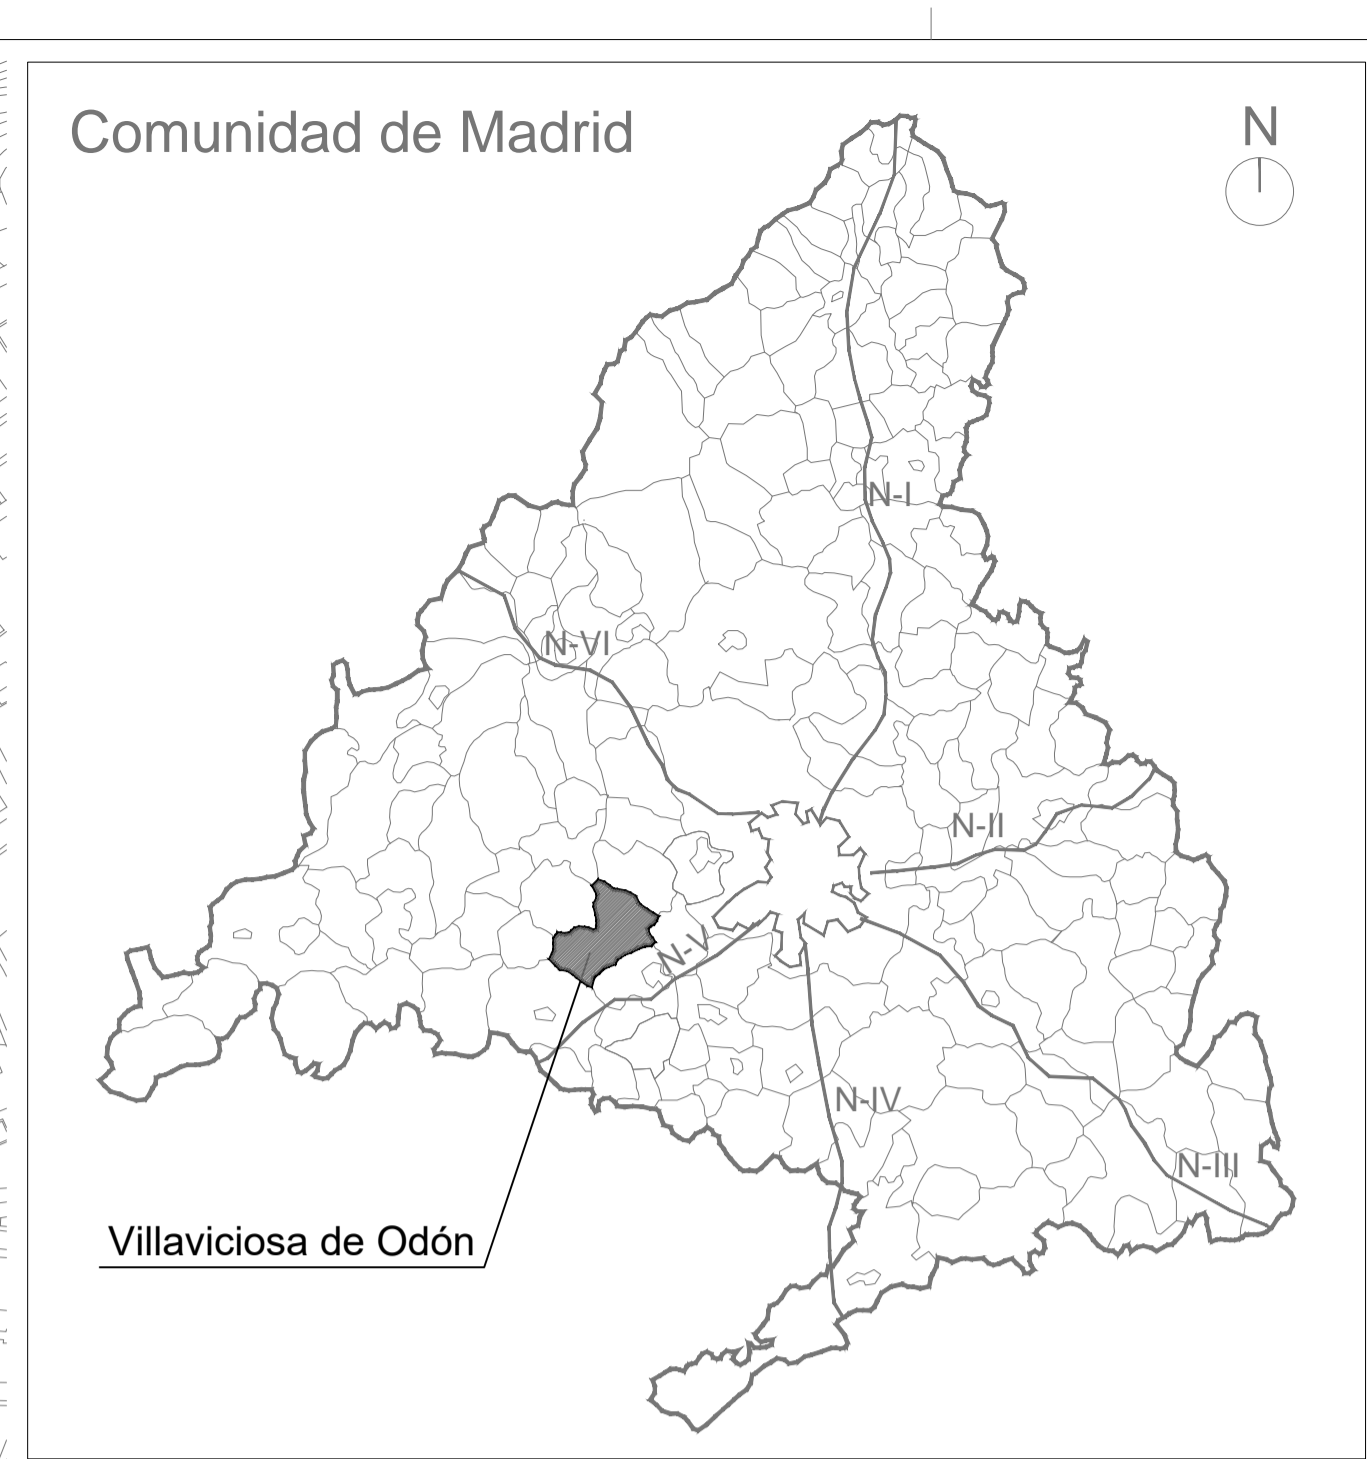 Comunidad de Madrid
N
N-I
N-VI
N-II
N-V
N-IV
N-III
Villaviciosa de Odón